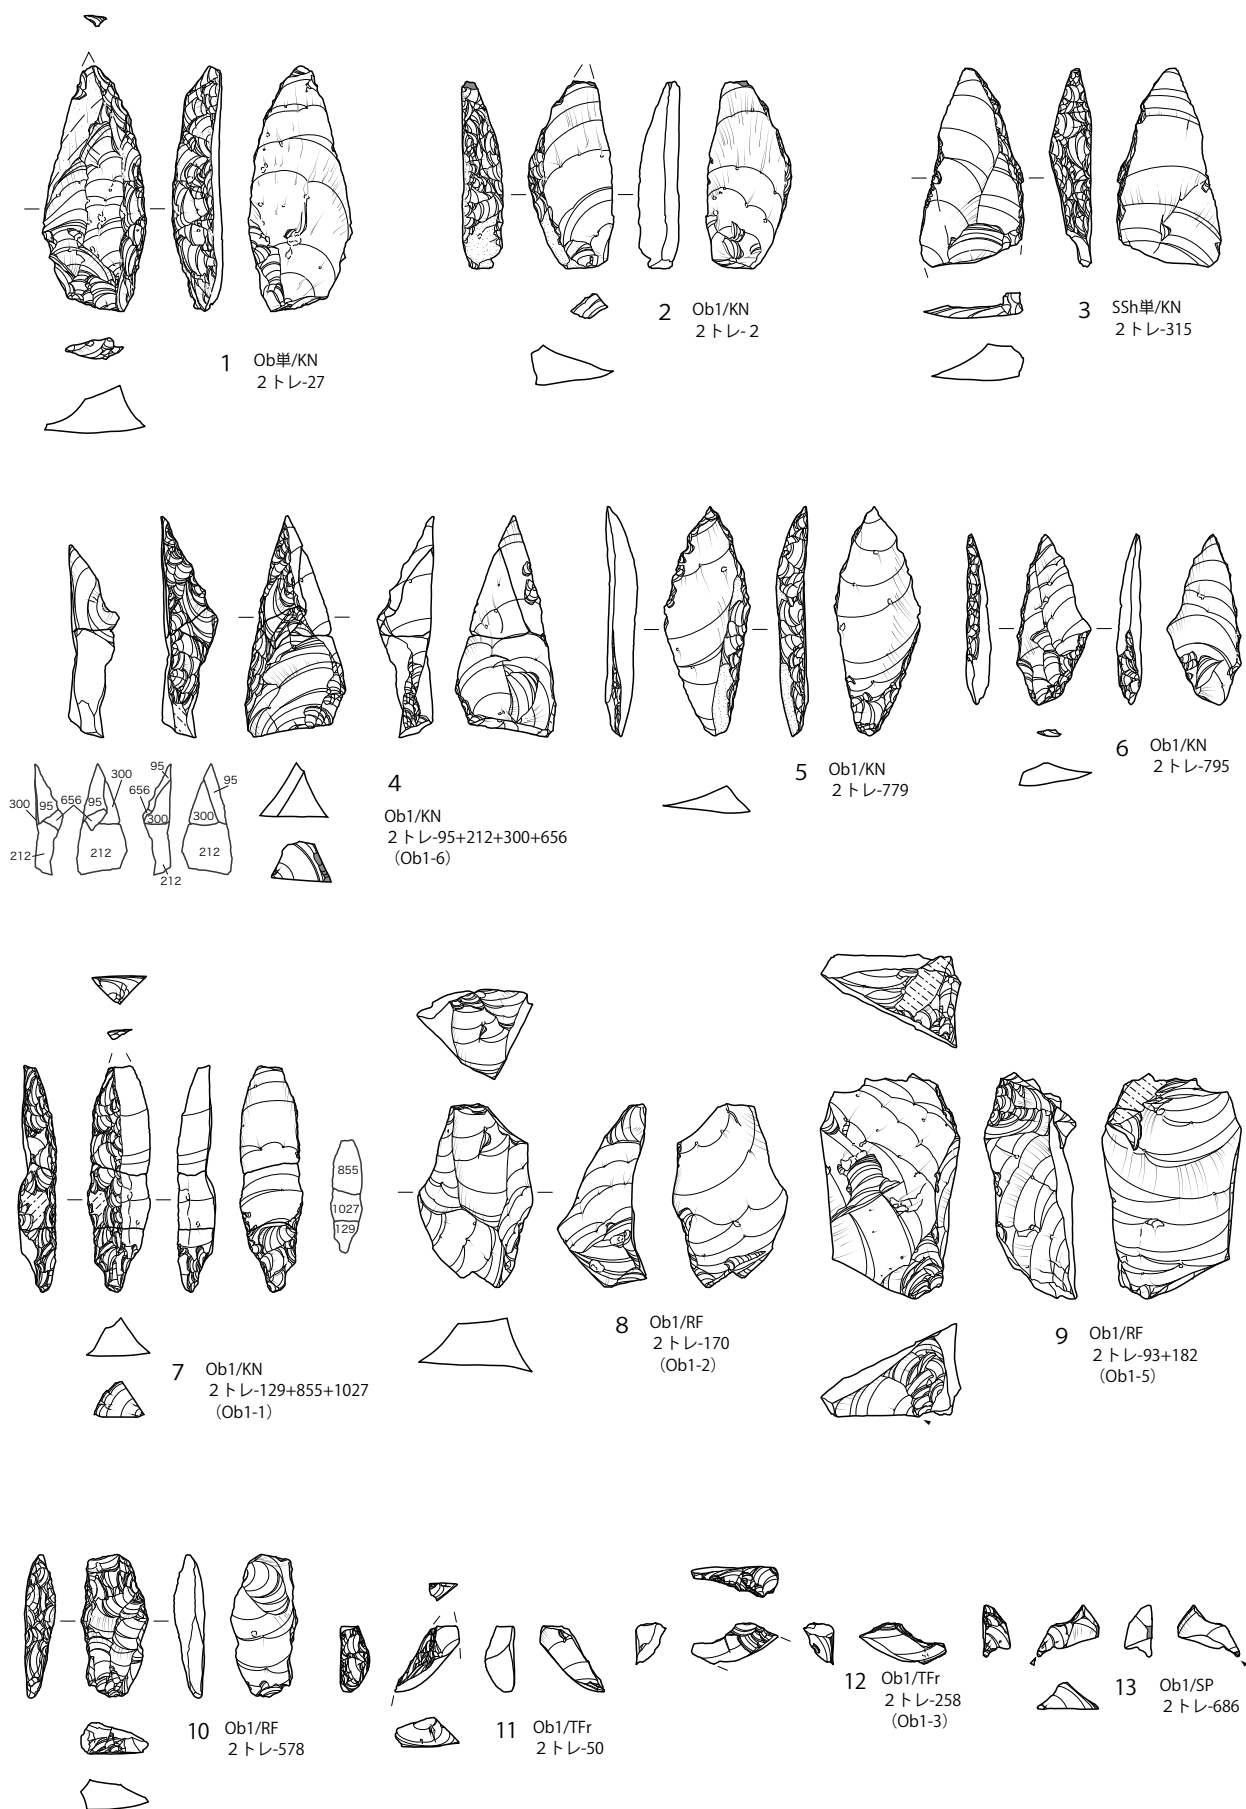 1 Ob単/KN
２トレ-27
2 Ob1/KN
２トレ-２
3 SSh単/KN
２トレ-315
300
95
656
212
95
300
212
95
656
300
212
95
300
212
4
Ob1/KN
２トレ-95+212+300+656
（Ob1-6）
5 Ob1/KN
２トレ-779
6 Ob1/KN
２トレ-795
855
1027
129
7 Ob1/KN
２トレ-129+855+1027
（Ob1-1）
8 Ob1/RF
２トレ-170
（Ob1-2）
9 Ob1/RF
２トレ-93+182
（Ob1-5）
10 Ob1/RF
２トレ-578
11 Ob1/TFr
２トレ-50
12 Ob1/TFr
２トレ-258
（Ob1-3）
13 Ob1/SP
２トレ-686